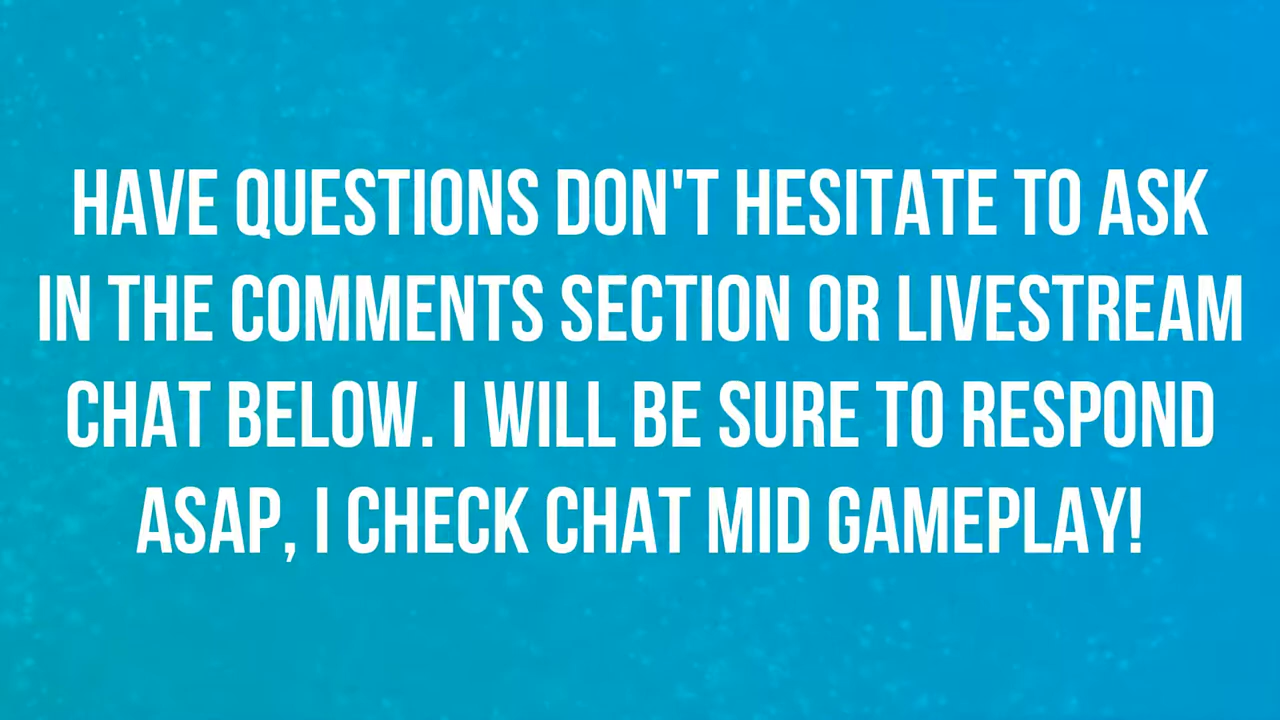 HAVE QUESTIONS DON'T HESITATE TO ASK
IN THE COMMENTS SECTION OR LIVESTREAM
CHAT BELOW. I WILL BE SURE TO RESPOND
ASAP, I CHECK CHAT MID GAMEPLAY!